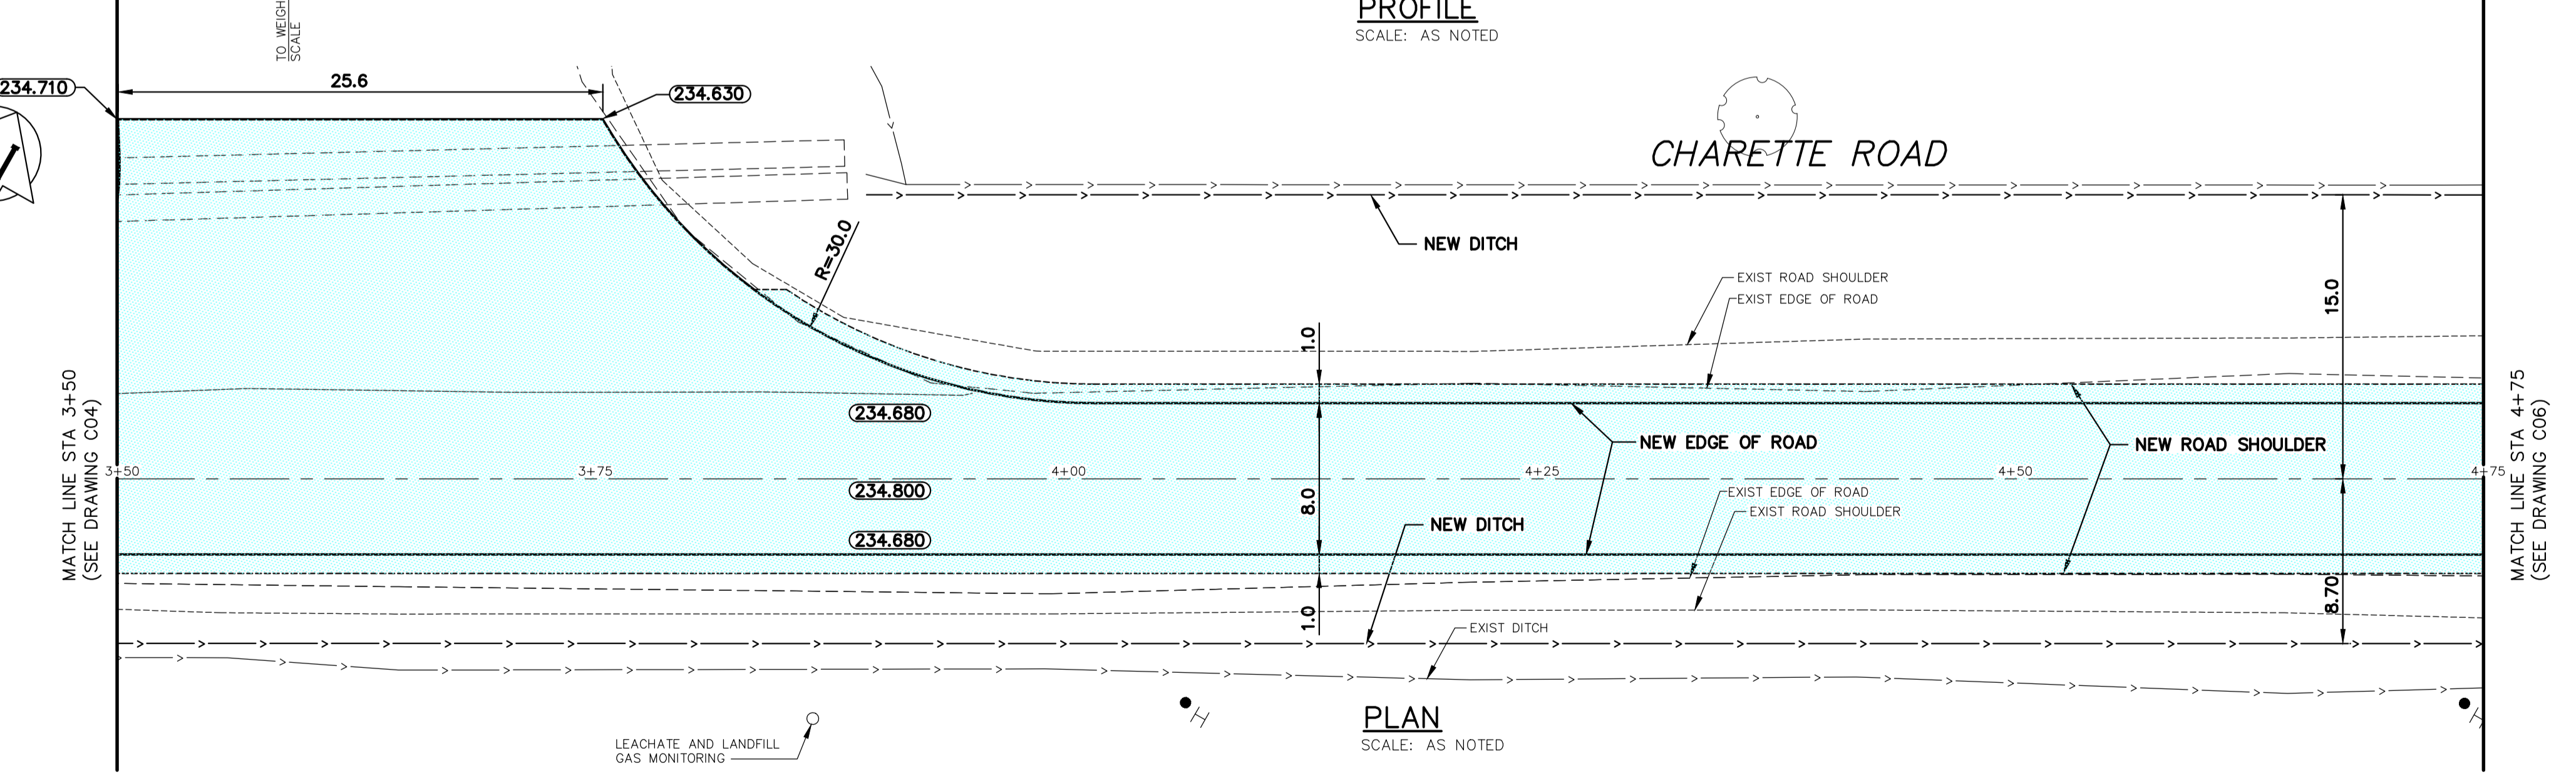 PROFILE
SCALE: AS NOTED
TO WEIGH
SCALE
234.710
25.6
234.630
CHARETTE ROAD
R=30.0
NEW DITCH
EXIST ROAD SHOULDER
EXIST EDGE OF ROAD
15.0
1.0
MATCH LINE STA 3+50
(SEE DRAWING C04)
234.680
NEW EDGE OF ROAD
NEW ROAD SHOULDER
MATCH LINE STA 4+75
(SEE DRAWING C06)
3+50
3+75
4+00
4+25
4+50
4+75
234.800
8.0
EXIST EDGE OF ROAD
EXIST ROAD SHOULDER
NEW DITCH
234.680
8.70
1.0
EXIST DITCH
H
H
LEACHATE AND LANDFILL
GAS MONITORING
PLAN
SCALE: AS NOTED